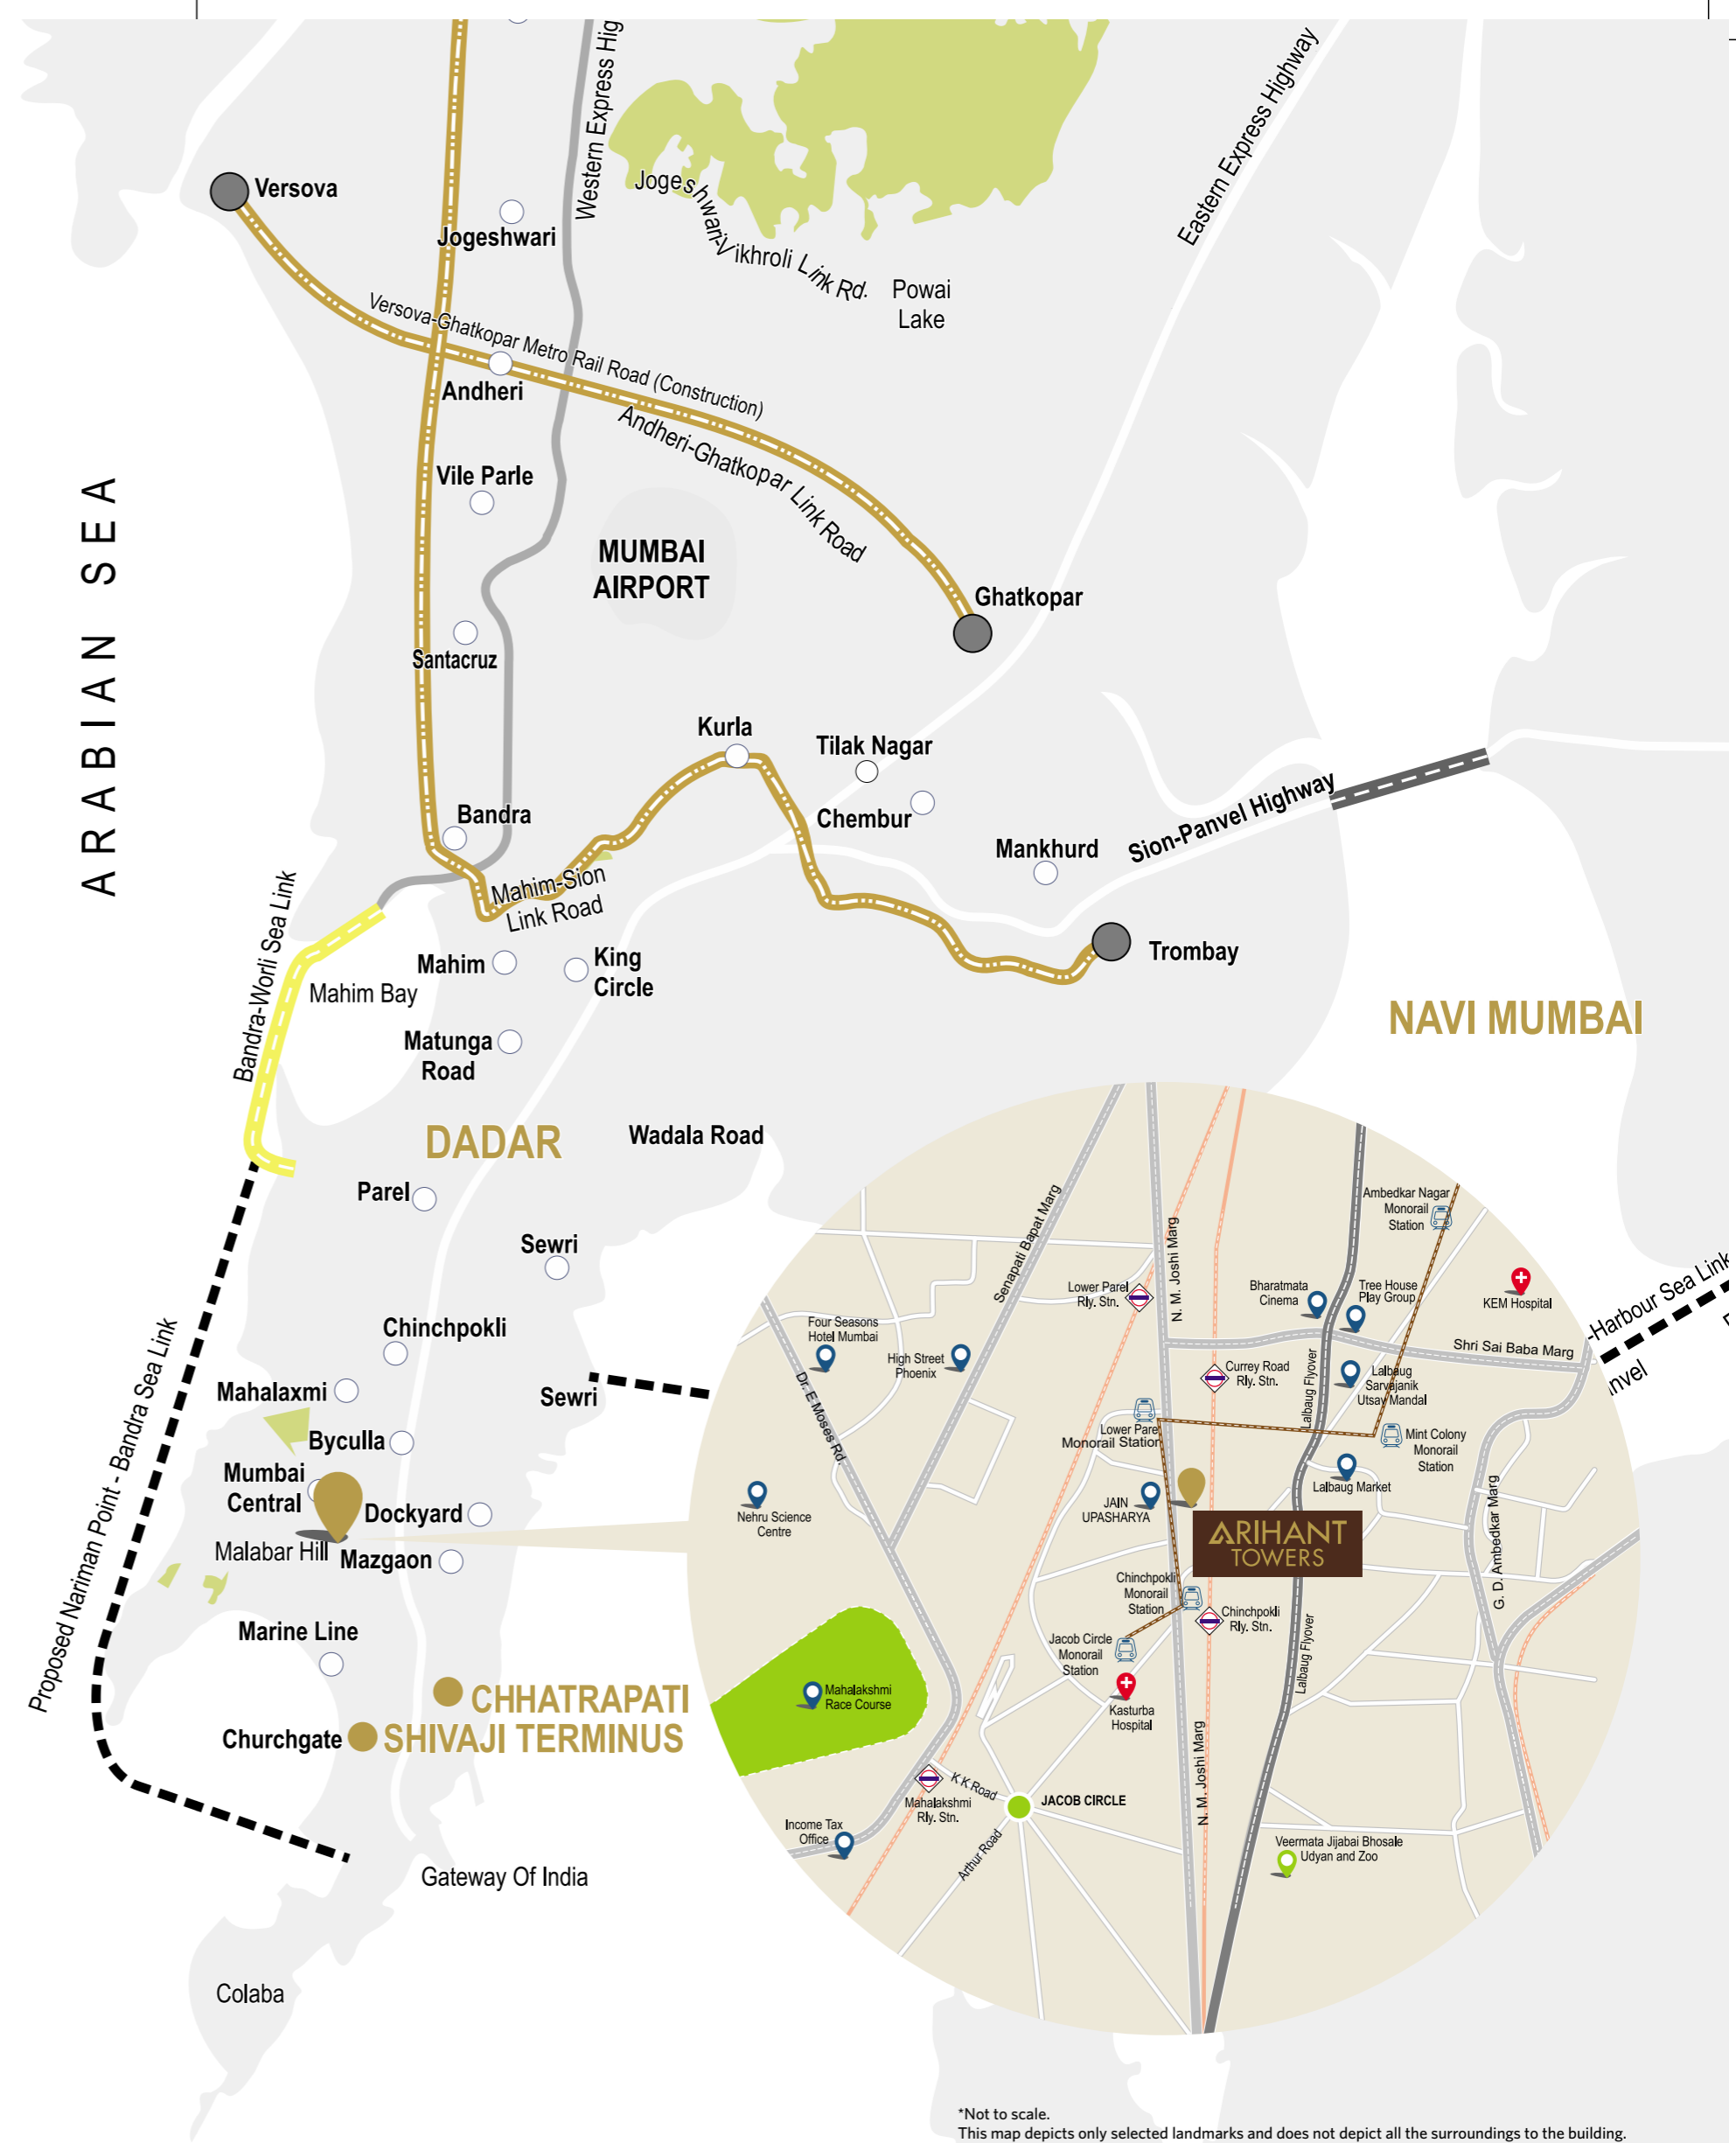 Western Express Hig
Eastern Express Highway
Versova
Jogeshwari
Jogeshwari-Vikhroli Link Rd.
Powai
Lake
Versova-Ghatkopar Metro Rail Road (Construction)
Andheri
Andheri-Ghatkopar Link Road
Vile Parle
MUMBAI
AIRPORT
Ghatkopar
ARABIAN SEA
Santacruz
Kurla
Tilak Nagar
Chembur
Bandra
Mankhurd
Sion-Panvel Highway
Mahim-Sion
Link Road
Bandra-Worli Sea Link
Mahim
King
Circle
Mahim Bay
Trombay
NAVI MUMBAI
Matunga
Road
DADAR
Wadala Road
Parel
Sewri
Chinchpokli
Mahalaxmi
Sewri
Byculla
Mumbai
Central
Dockyard
Malabar Hill
Mazgaon
Proposed Nariman Point - Bandra Sea Link
Marine Line
CHHATRAPATI
SHIVAJI TERMINUS
Churchgate
Gateway Of India
Colaba
-Harbour Sea Link
anvel
Senapati Bapat Marg
N. M. Joshi Marg
Ambedkar Nagar
Monorail
Station
KEM Hospital
Lower Parel
Rly. Stn.
Bharatmata
Cinema
Tree House
Play Group
Shri Sai Baba Marg
Four Seasons
Hotel Mumbai
High Street
Phoenix
Currey Road
Rly. Stn.
Lalbaug
Sarvajanik
Utsav Mandal
Lalbaug Flyover
Dr. E Moses Rd.
Lower Parel
Monorail Station
Mint Colony
Monorail
Station
Lalbaug Market
Nehru Science
Centre
JAIN
UPASHARYA
ARIHANT
TOWERS
G. D. Ambedkar Marg
Chinchpokli
Monorail
Station
Chinchpokli
Rly. Stn.
Jacob Circle
Monorail
Station
Lalbaug Flyover
Mahalakshmi
Race Course
Kasturba
Hospital
N. M. Joshi Marg
K K Road
Mahalakshmi
Rly. Stn.
JACOB CIRCLE
Income Tax
Office
Arthur Road
Veermata Jijabai Bhosale
Udyan and Zoo
*Not to scale.
This map depicts only selected landmarks and does not depict all the surroundings to the building.